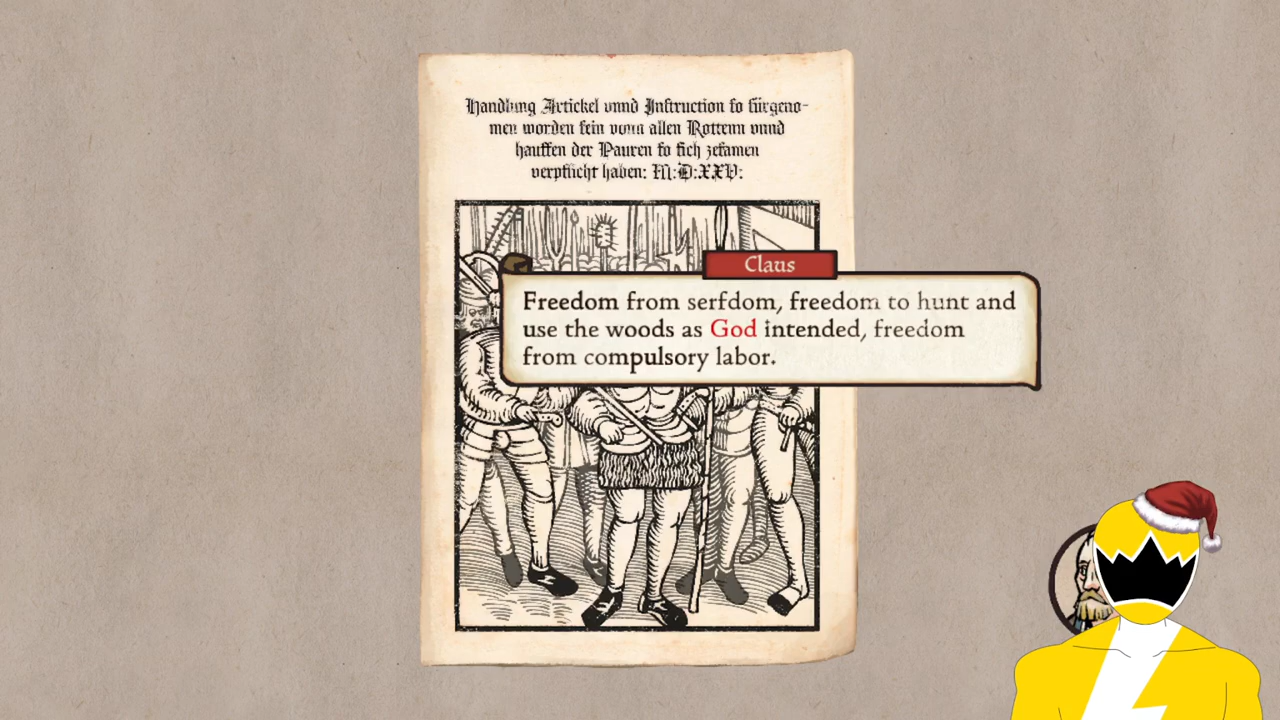 Handlung Artickel vnnd Instruction so fürgeno-
men worden sein vonn allen Rottenn vnnd
hauffen der Pauren so sich zesamen
verpflicht haben: M:D:XXV:
Claus
Freedom from serfdom, freedom to hunt and
use the woods as God intended, freedom
from compulsory labor.